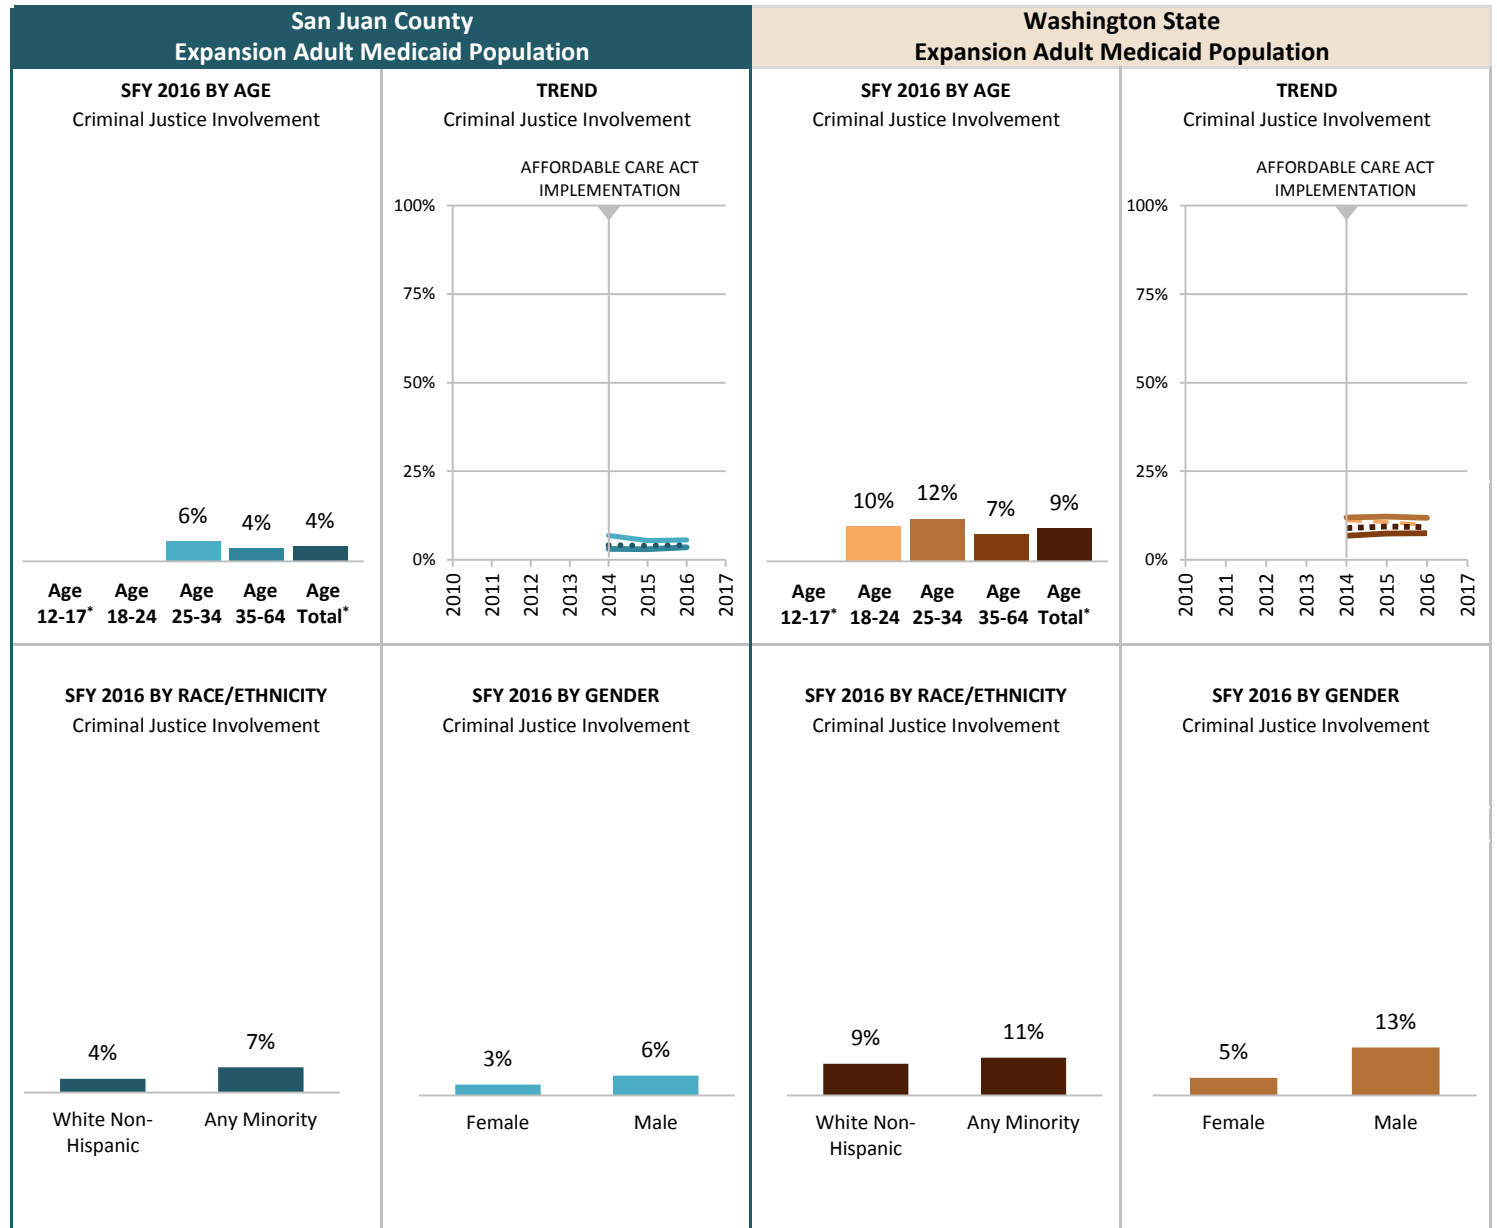 San Juan County
Expansion Adult Medicaid Population
Washington State
Expansion Adult Medicaid Population
SFY 2016 BY AGE
Criminal Justice Involvement
6%
4%
4%
Age 12-17*
Age 18-24
Age 25-34
Age 35-64
Age Total*
TREND
Criminal Justice Involvement
AFFORDABLE CARE ACT
IMPLEMENTATION
100%
75%
50%
25%
0%
2010
2011
2012
2013
2014
2015
2016
2017
SFY 2016 BY AGE
Criminal Justice Involvement
10%
12%
7%
9%
Age 12-17*
Age 18-24
Age 25-34
Age 35-64
Age Total*
TREND
Criminal Justice Involvement
AFFORDABLE CARE ACT
IMPLEMENTATION
100%
75%
50%
25%
0%
2010
2011
2012
2013
2014
2015
2016
2017
SFY 2016 BY RACE/ETHNICITY
Criminal Justice Involvement
4%
7%
White Non-
Hispanic
Any Minority
SFY 2016 BY GENDER
Criminal Justice Involvement
3%
6%
Female
Male
SFY 2016 BY RACE/ETHNICITY
Criminal Justice Involvement
9%
11%
White Non-
Hispanic
Any Minority
SFY 2016 BY GENDER
Criminal Justice Involvement
5%
13%
Female
Male